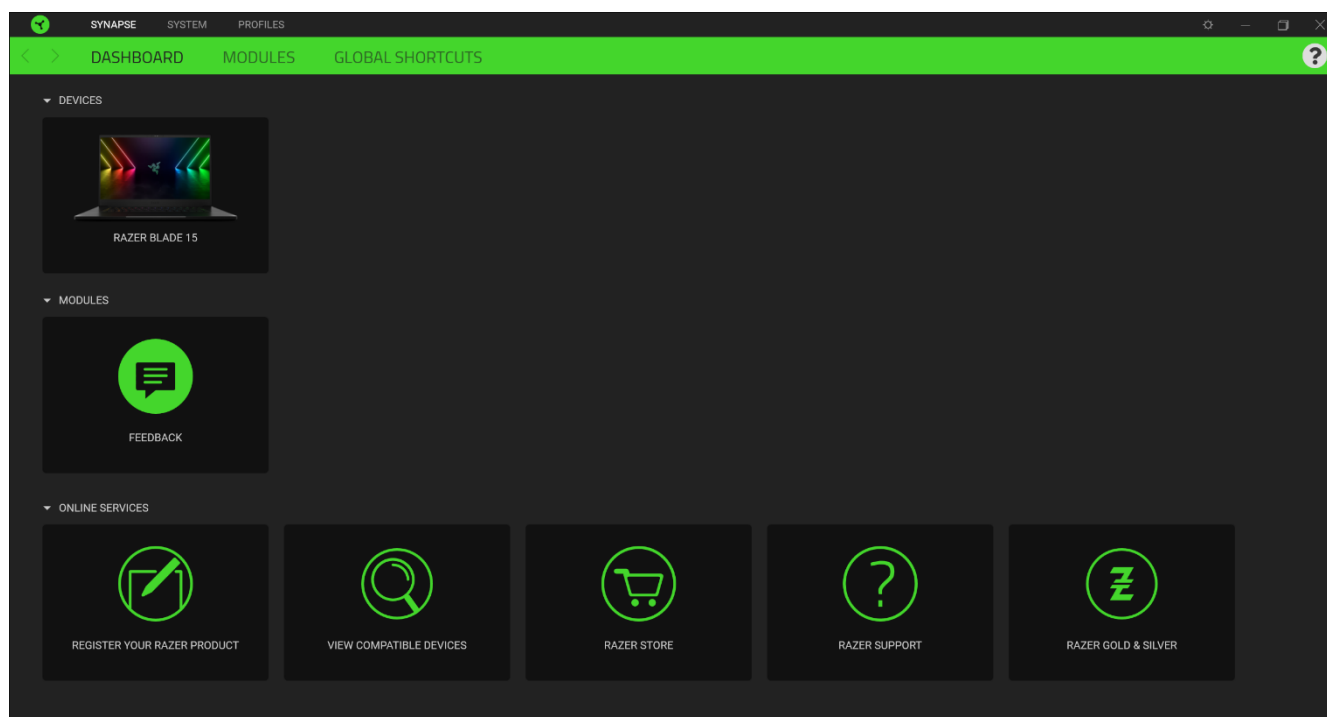 SYNAPSE SYSTEM PROFILES
DASHBOARD MODULES GLOBAL SHORTCUTS
DEVICES
RAZER BLADE 15
MODULES
FEEDBACK
ONLINE SERVICES
REGISTER YOUR RAZER PRODUCT
VIEW COMPATIBLE DEVICES
RAZER STORE
RAZER SUPPORT
RAZER GOLD & SILVER